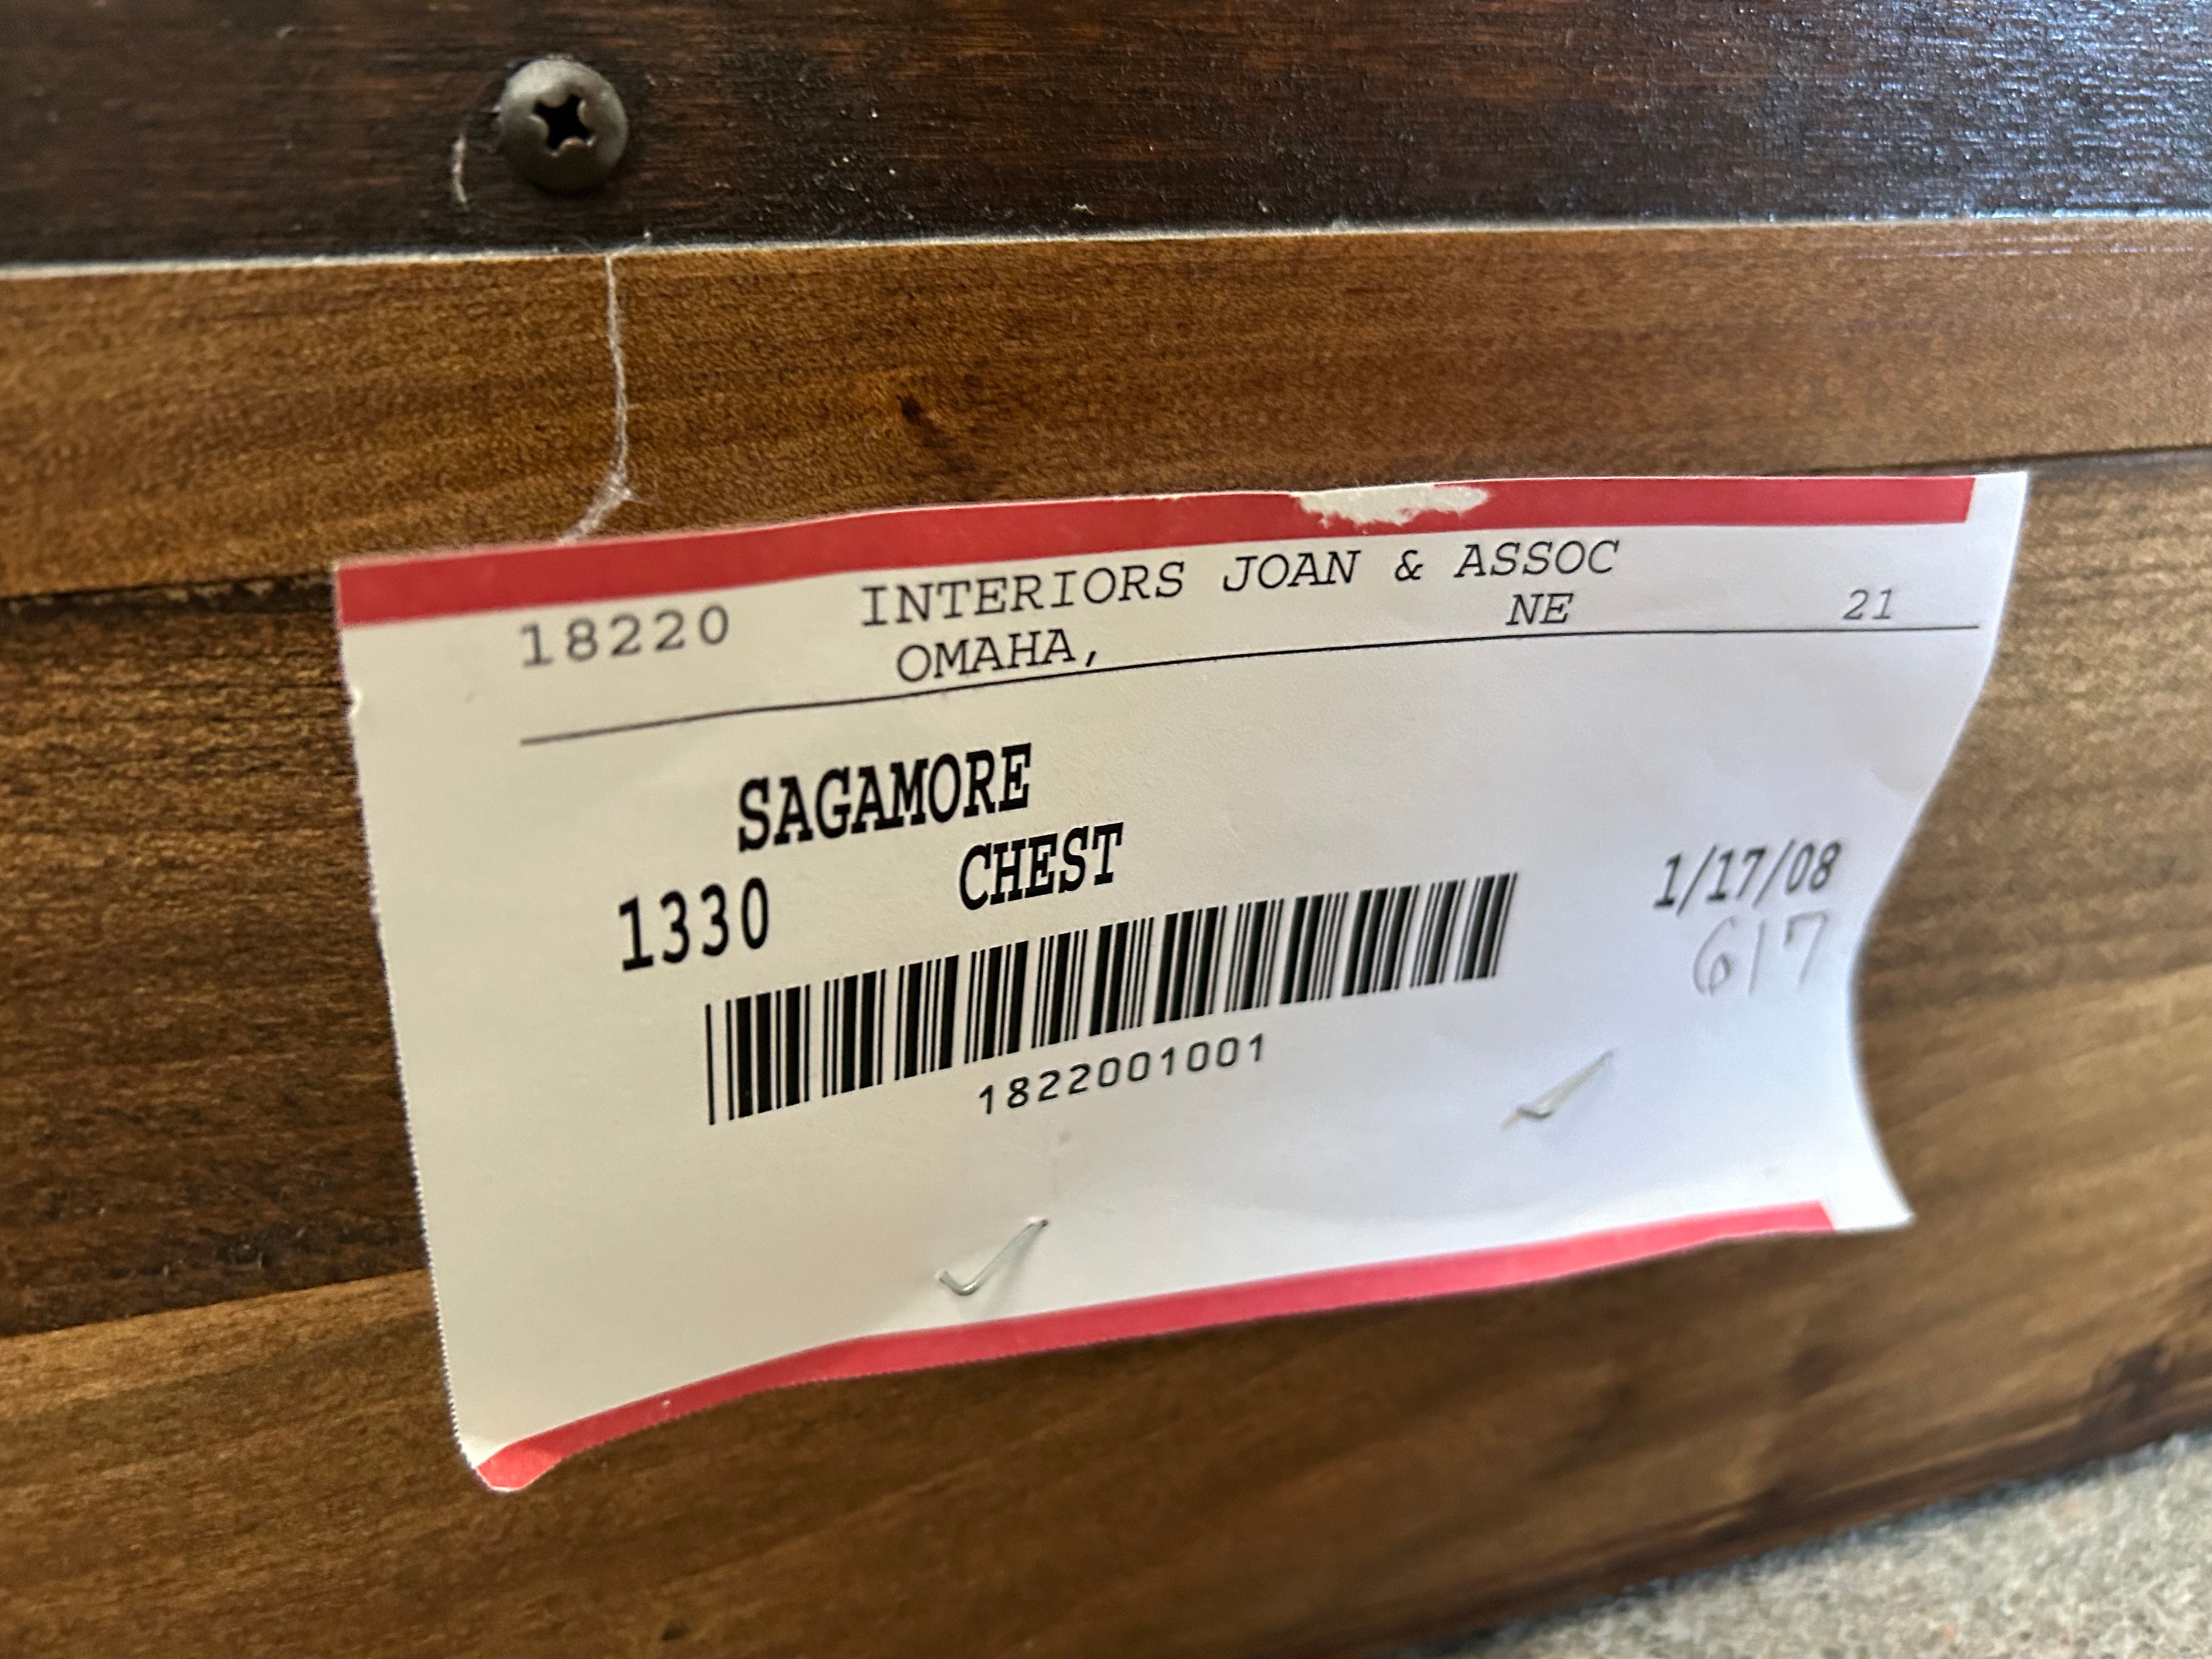 18220 INTERIORS JOAN & ASSOC
OMAHA, NE 21
SAGAMORE
1330 CHEST
1/17/08
617
1822001001